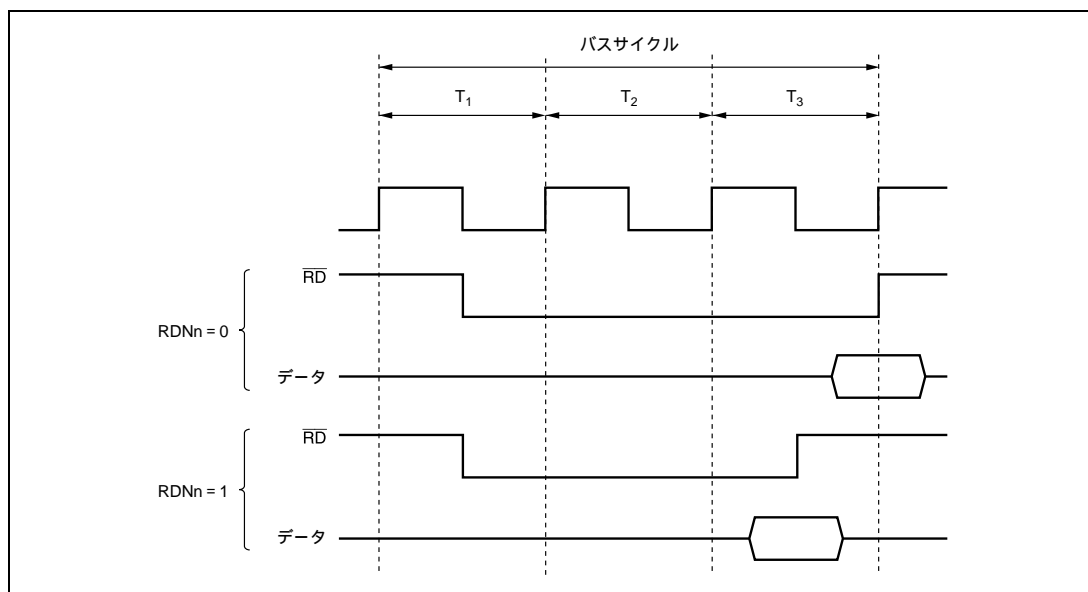 バスサイクル
T₁ T₂ T₃
RD
RDNn = 0
データ
RD
RDNn = 1
データ